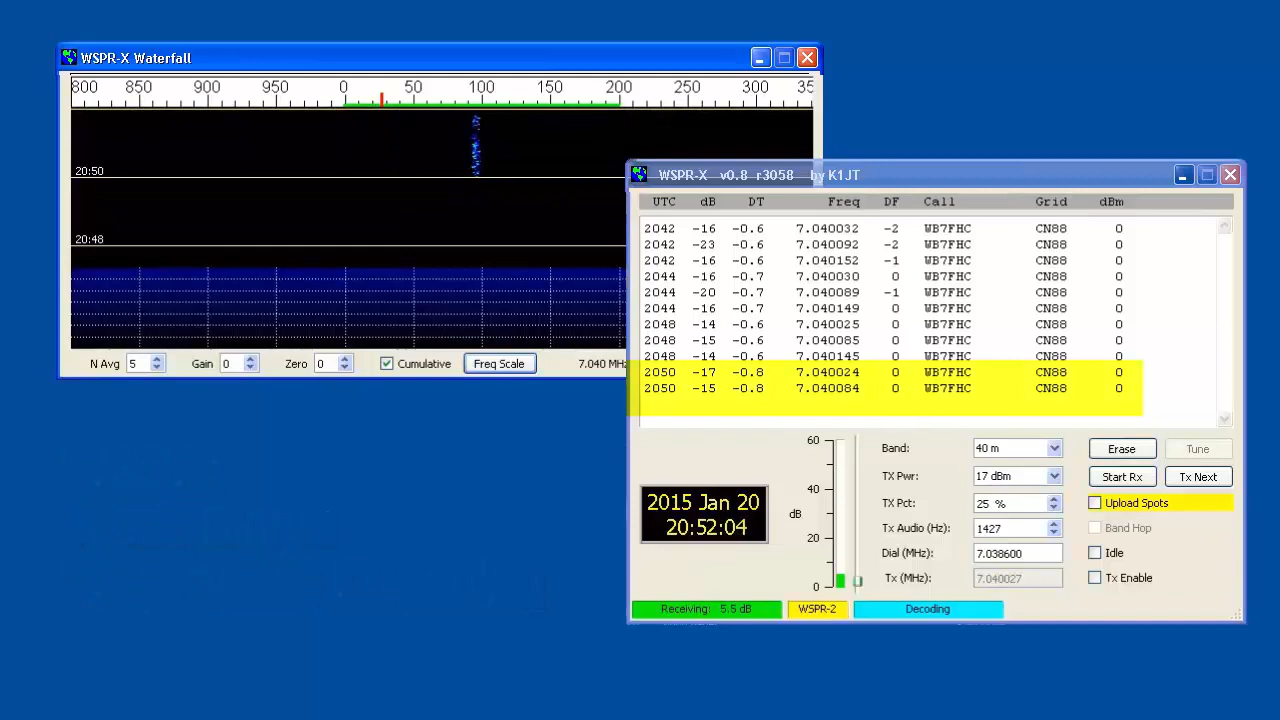 WSPR-X Waterfall
800 850 900 950 0 50 100 150 200 250 300 35
20:50
20:48
N Avg 5 Gain 0 Zero 0 Cumulative Freq Scale 7.040 MHz
WSPR-X v0.8 r3058 by K1JT
UTC dB DT Freq DF Call Grid dBm
2042 -16 -0.6 7.040032 -2 WB7FHC CN88 0
2042 -23 -0.6 7.040092 -2 WB7FHC CN88 0
2042 -16 -0.6 7.040152 -1 WB7FHC CN88 0
2044 -16 -0.7 7.040030 0 WB7FHC CN88 0
2044 -20 -0.7 7.040089 -1 WB7FHC CN88 0
2044 -16 -0.7 7.040149 0 WB7FHC CN88 0
2048 -14 -0.6 7.040025 0 WB7FHC CN88 0
2048 -15 -0.6 7.040085 0 WB7FHC CN88 0
2048 -14 -0.6 7.040145 0 WB7FHC CN88 0
2050 -17 -0.8 7.040024 0 WB7FHC CN88 0
2050 -15 -0.8 7.040084 0 WB7FHC CN88 0
60
40
dB
20
0
2015 Jan 20
20:52:04
Band: 40 m
TX Pwr: 17 dBm
TX Pct: 25 %
Tx Audio (Hz): 1427
Dial (MHz): 7.038600
Tx (MHz): 7.040027
Erase Tune
Start Rx Tx Next
Upload Spots
Band Hop
Idle
Tx Enable
Receiving: 5.5 dB WSPR-2 Decoding